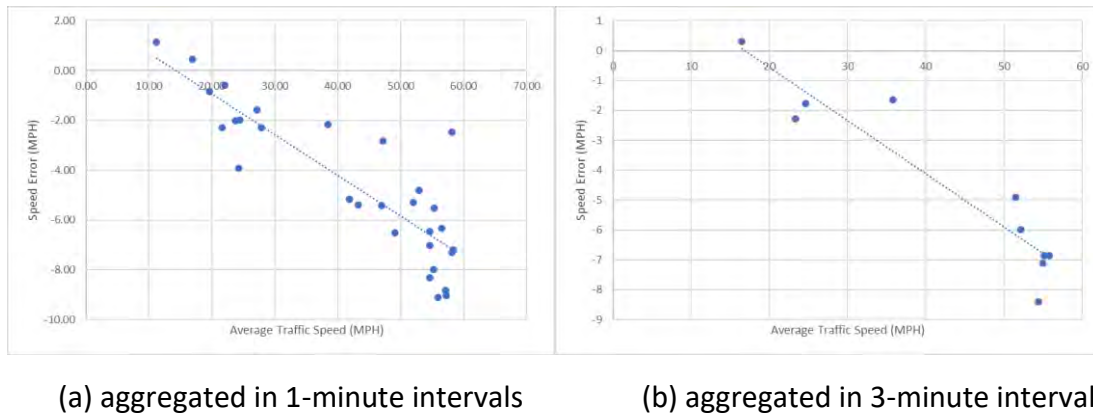 2.00
0.00
0.00 10.00 20.00 30.00 40.00 50.00 60.00 70.00
-2.00
-4.00
-6.00
-8.00
-10.00
Speed Error (MPH)
Average Traffic Speed (MPH)
1
0
0 10 20 30 40 50 60
-1
-2
-3
-4
-5
-6
-7
-8
-9
Speed Error (MPH)
Average Traffic Speed (MPH)
(a) aggregated in 1-minute intervals (b) aggregated in 3-minute interval